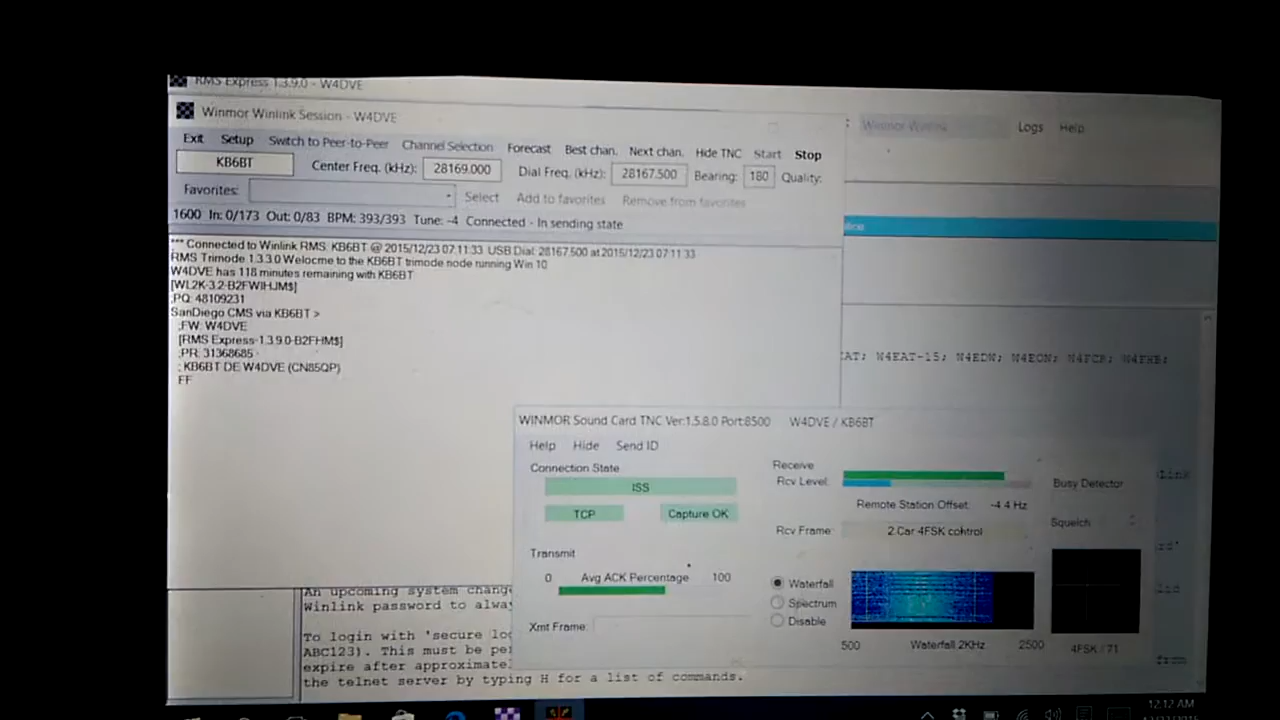 RMS Express 1.3.9.0 - W4DVE
Winmor Winlink Session - W4DVE
Exit Setup Switch to Peer-to-Peer Channel Selection Forecast Best chan. Next chan. Hide TNC Start Stop
Winmor Winlink Logs Help
KB6BT Center Freq. (kHz): 28169.000 Dial Freq. (kHz): 28167.500 Bearing: 180 Quality:
Favorites: Select Add to favorites Remove from favorites
1600 In: 0/173 Out: 0/83 BPM: 393/393 Tune: -4 Connected - In sending state
*** Connected to Winlink RMS: KB6BT @ 2015/12/23 07:11:33 USB Dial: 28167.500 at 2015/12/23 07:11:33
RMS Trimode 1.3.3.0 Welocme to the KB6BT trimode node running Win 10
W4DVE has 118 minutes remaining with KB6BT
[WL2K-3.2-B2FWIHJM$]
;PQ: 48109231
SanDiego CMS via KB6BT >
;FW: W4DVE
[RMS Express-1.3.9.0-B2FHM$]
;PR: 31368685
; KB6BT DE W4DVE (CN85QP)
FF
EAT; W4EAT-15; W4EDN; W4EON; W4FCP; W4FHB;
WINMOR Sound Card TNC Ver:1.5.8.0 Port:8500 W4DVE / KB6BT
Help Hide Send ID
Connection State
ISS
TCP Capture OK
Transmit
0 Avg ACK Percentage 100
Xmt Frame:
Receive
Rcv Level:
Remote Station Offset: -4.4 Hz
Rcv Frame: 2 Car 4FSK control
Waterfall
Spectrum
Disable
500 Waterfall 2KHz 2500
Busy Detector
Squelch
4FSK / 71
An upcoming system change
Winlink password to alway
To login with 'secure lo
ABC123). This must be pe
expire after approximate
the telnet server by typing H for a list of commands.
12:12 AM